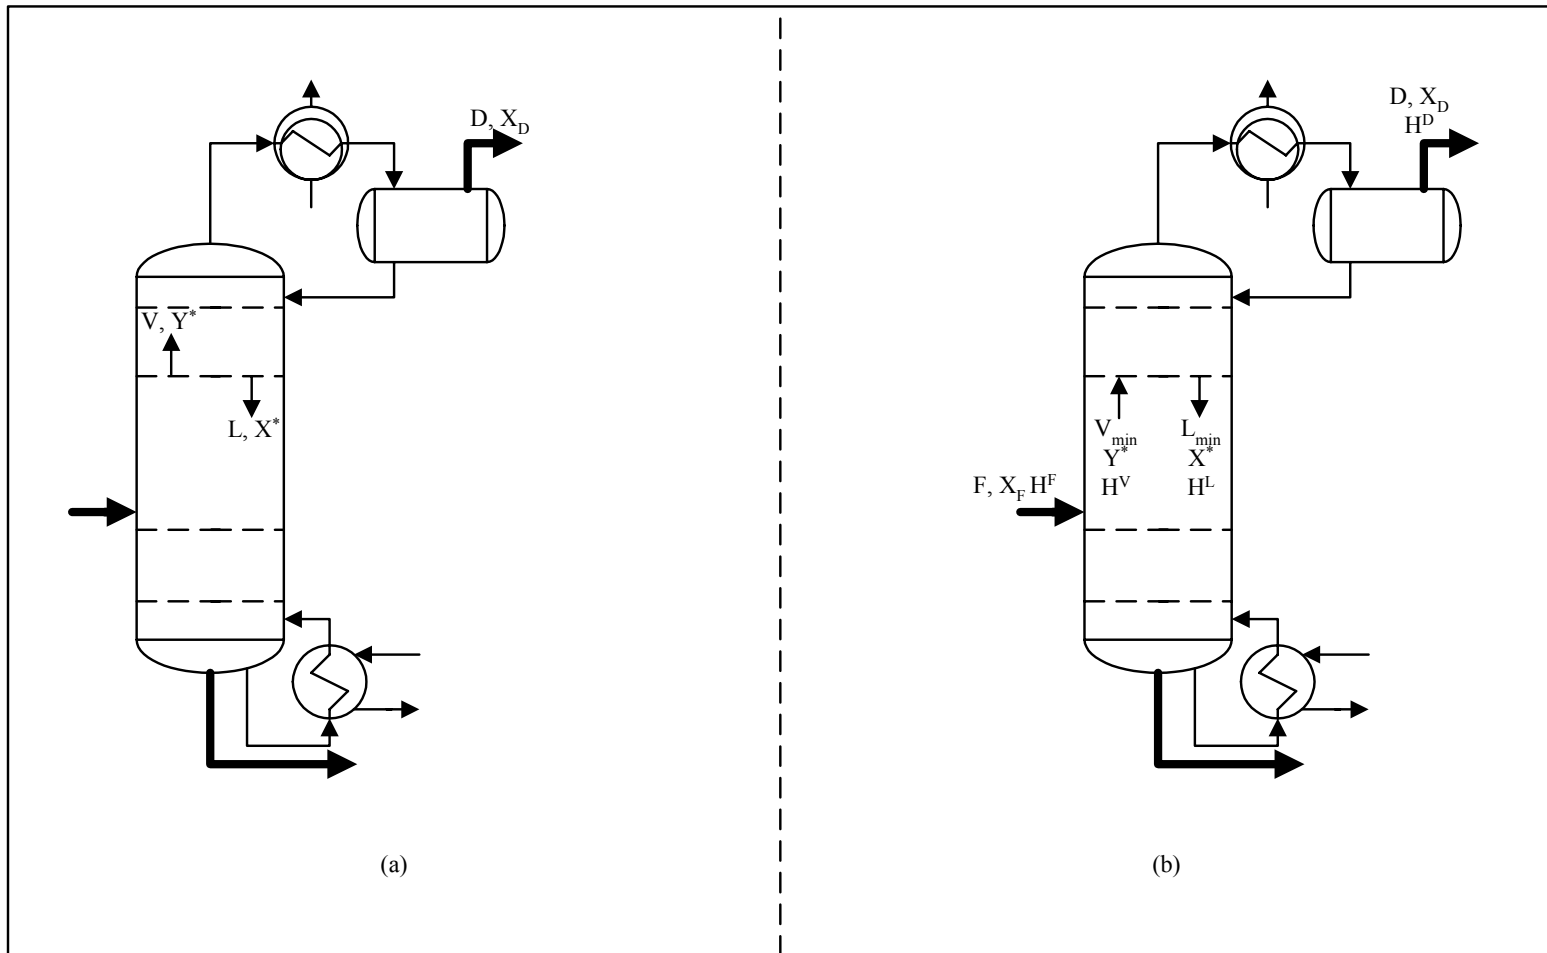 D, X_D
V, Y*
L, X*
(a)
D, X_D
H^D
V_min
Y*
H^V
L_min
X*
H^L
F, X_F H^F
(b)